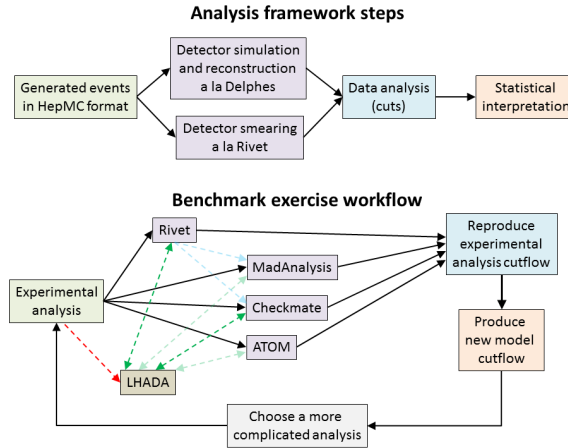 Analysis framework steps
Generated events
in HepMC format
Detector simulation
and reconstruction
a la Delphes
Detector smearing
a la Rivet
Data analysis
(cuts)
Statistical
interpretation
Benchmark exercise workflow
Rivet
MadAnalysis
Checkmate
ATOM
LHADA
Experimental
analysis
Reproduce
experimental
analysis cutflow
Produce
new model
cutflow
Choose a more
complicated analysis